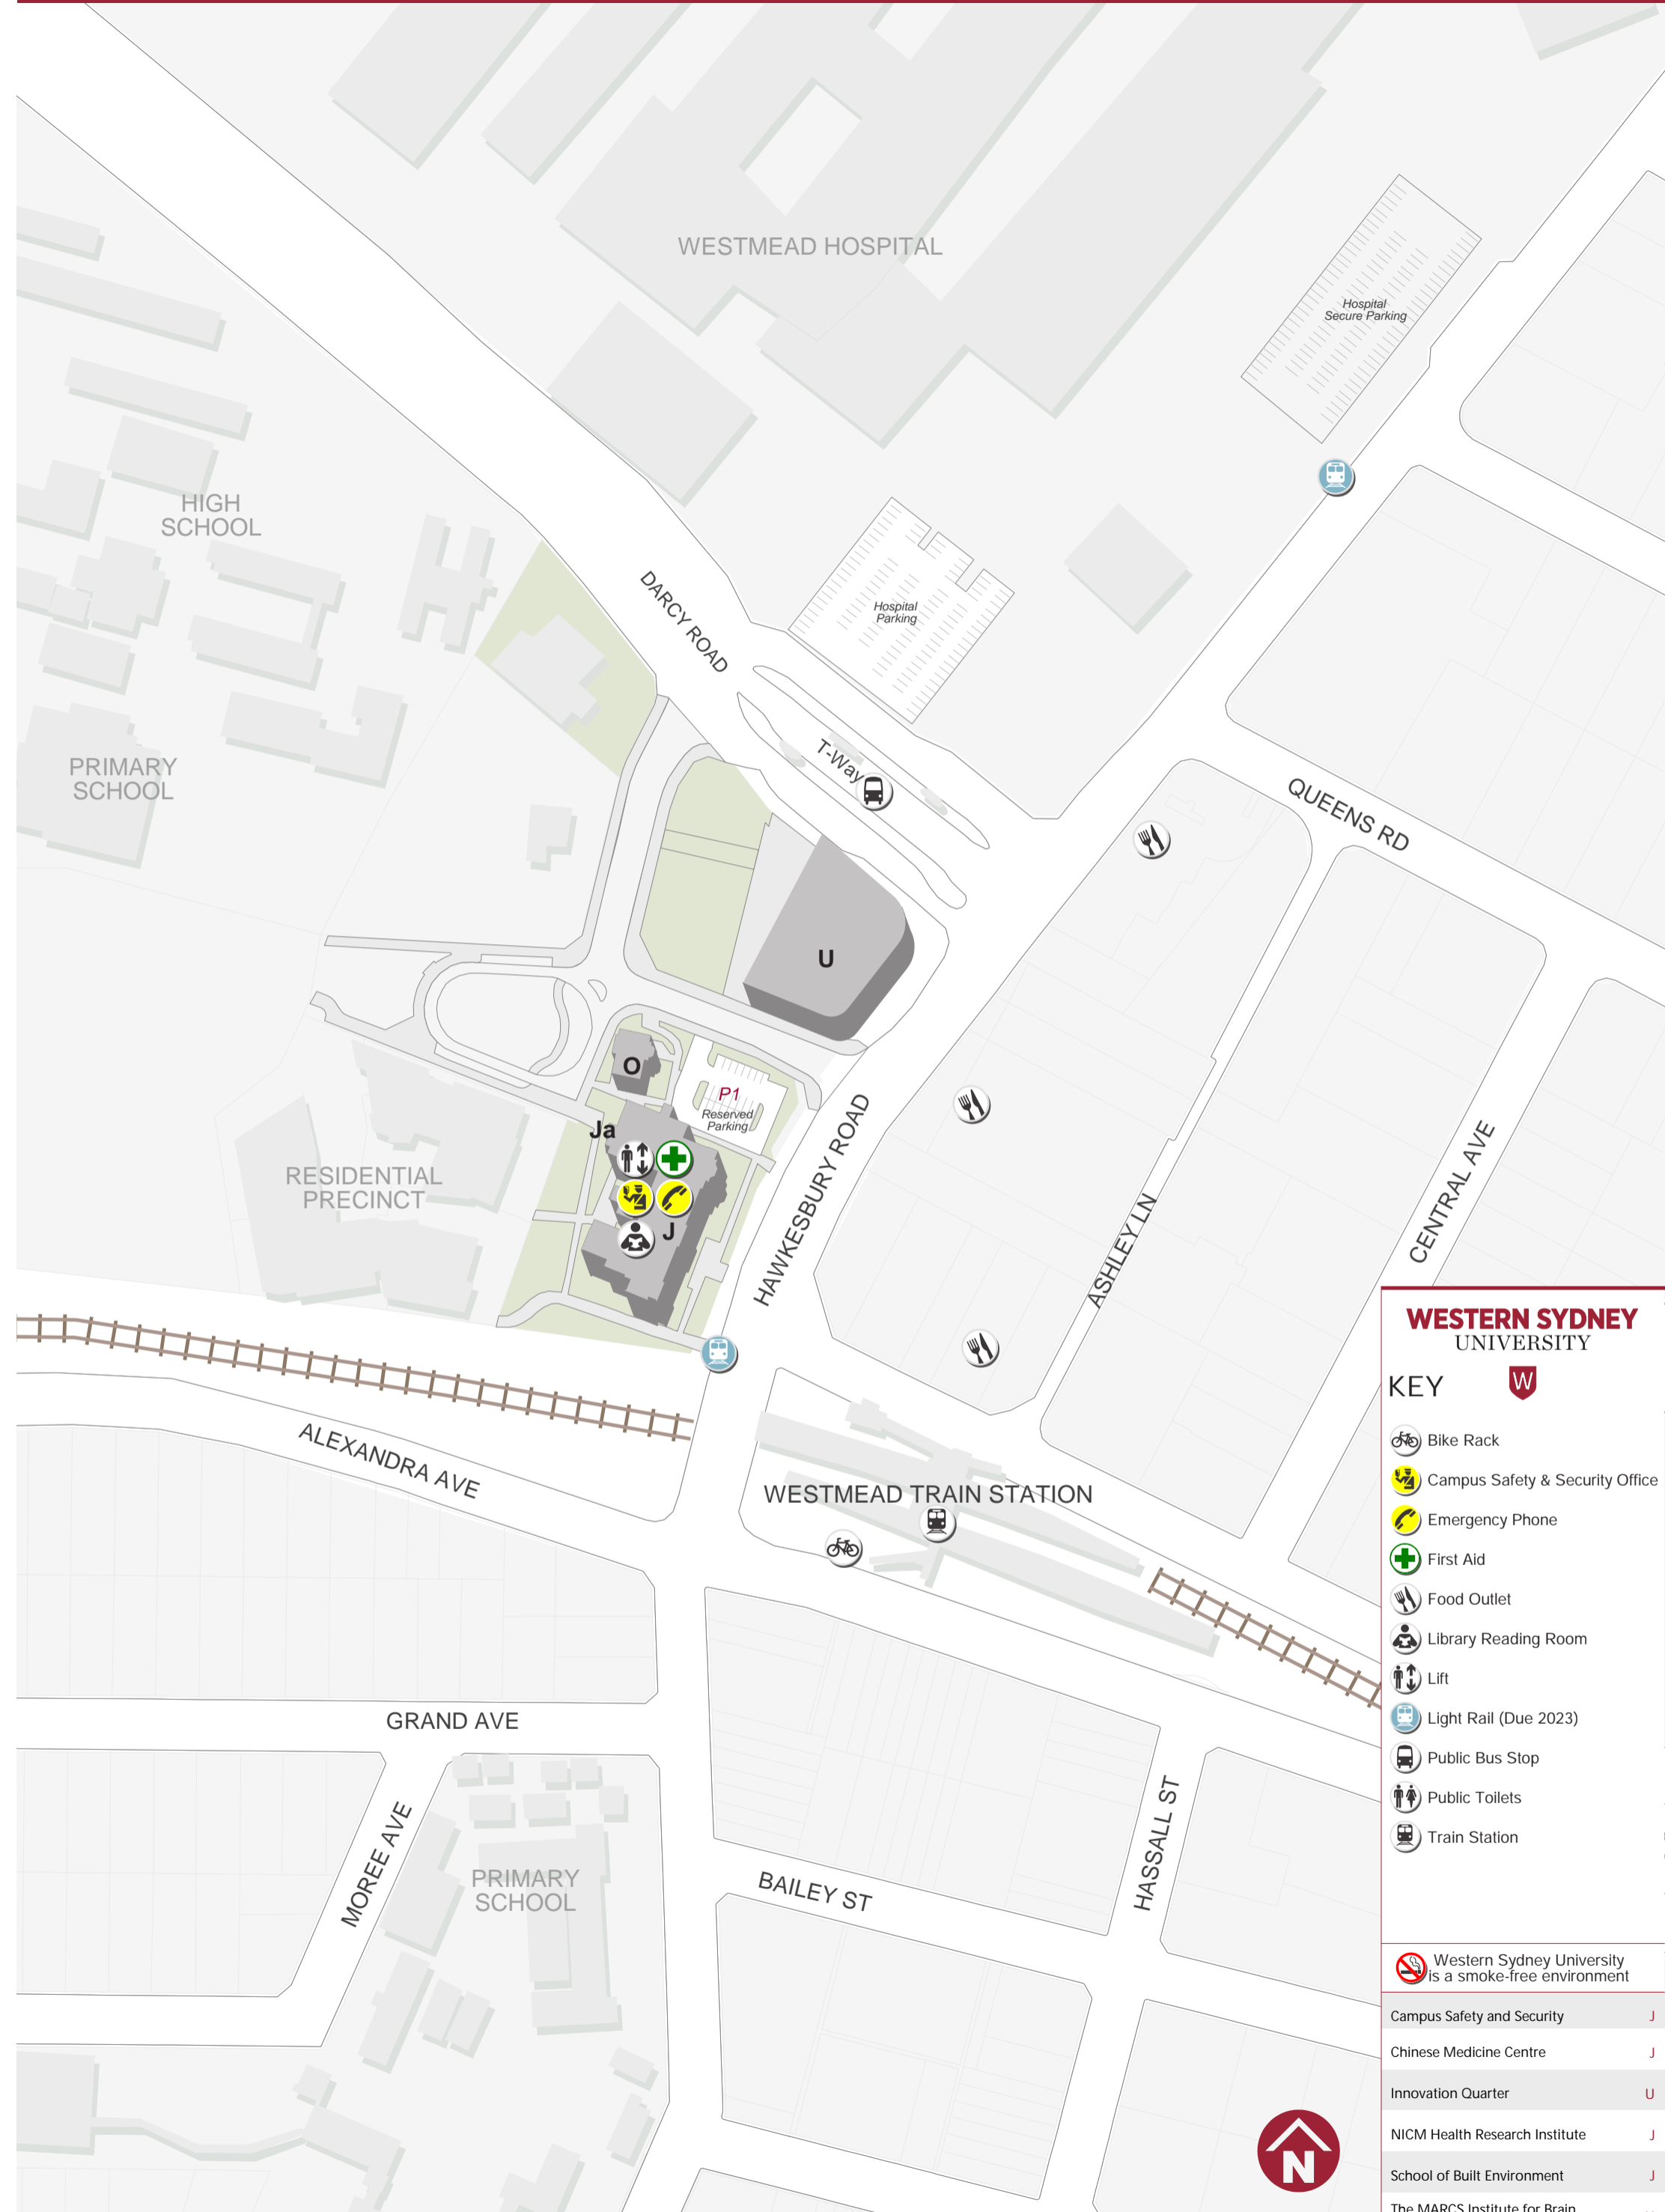 WESTMEAD HOSPITAL
Hospital
Secure Parking
HIGH
SCHOOL
DARCY ROAD
Hospital
Parking
T-Way
PRIMARY
SCHOOL
QUEENS RD
U
O
P1
Reserved
Parking
Ja
HAWKESBURY ROAD
RESIDENTIAL
PRECINCT
J
ASHLEY LN
CENTRAL AVE
ALEXANDRA AVE
WESTMEAD TRAIN STATION
GRAND AVE
MOREE AVE
PRIMARY
SCHOOL
BAILEY ST
HASSALL ST
N
WESTERN SYDNEY
UNIVERSITY
W
KEY
Bike Rack
Campus Safety & Security Office
Emergency Phone
First Aid
Food Outlet
Library Reading Room
Lift
Light Rail (Due 2023)
Public Bus Stop
Public Toilets
Train Station
Western Sydney University
is a smoke-free environment
Campus Safety and Security J
Chinese Medicine Centre J
Innovation Quarter U
NICM Health Research Institute J
School of Built Environment J
The MARCS Institute for Brain